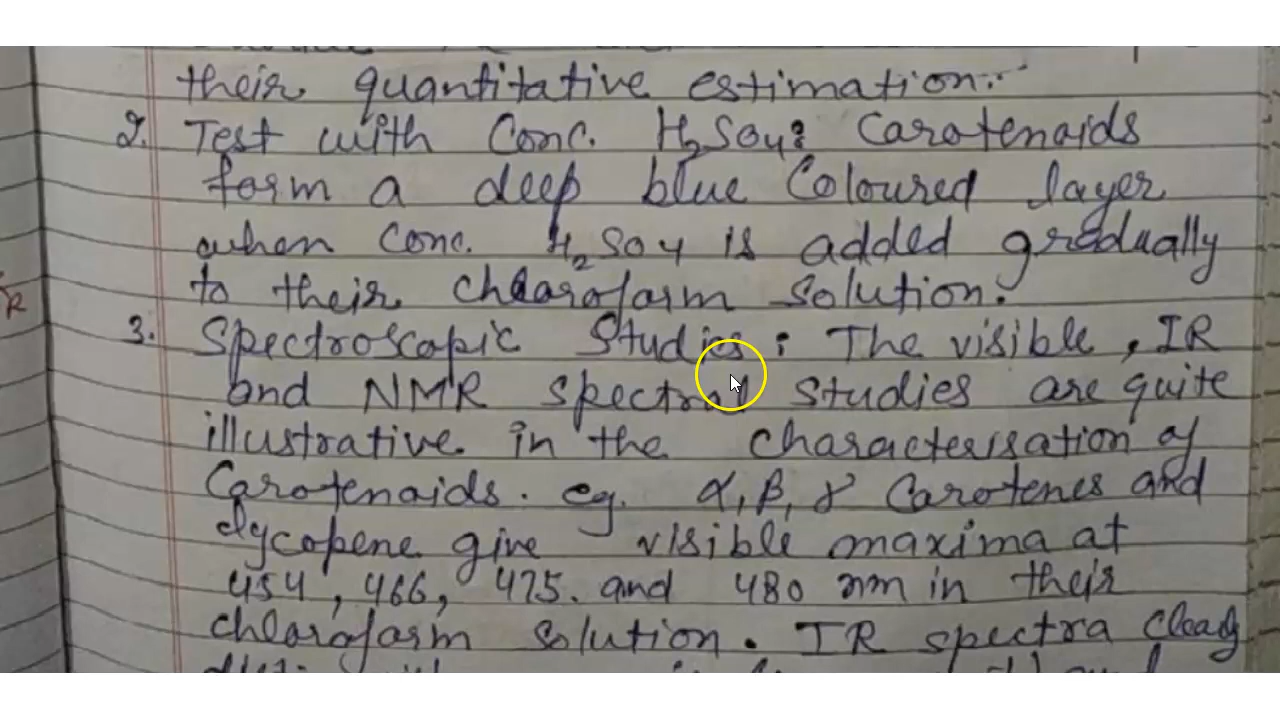 their quantitative estimation.
2. Test with Conc. H2SO4: Carotenoids
form a deep blue Coloured layer
when Conc. H2SO4 is added gradually
to their chloroform solution.
3. Spectroscopic Studies: The visible, IR
and NMR spectral studies are quite
illustrative in the characterisation of
Carotenoids. eg. α, β, γ Carotenes and
lycopene give visible maxima at
454, 466, 475. and 480 nm in their
chloroform solution. IR spectra